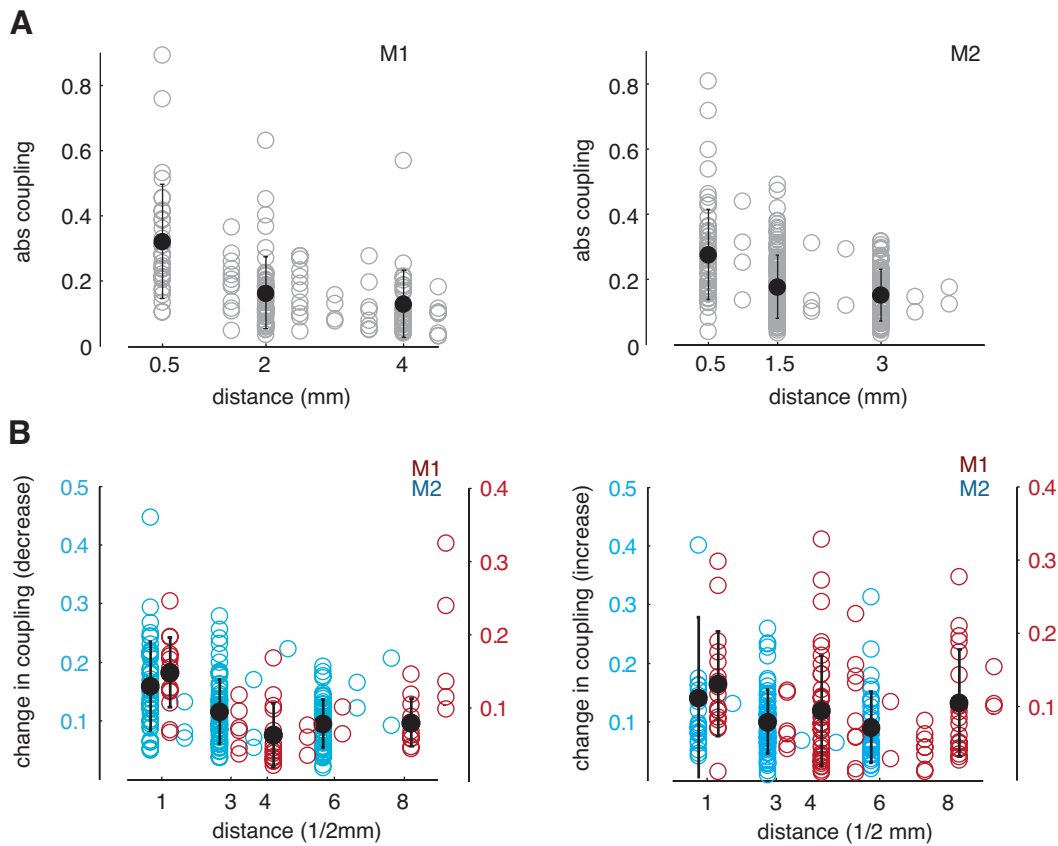 A
M1
M2
abs coupling
0.8
0.6
0.4
0.2
0
0.5
2
4
distance (mm)
abs coupling
0.8
0.6
0.4
0.2
0
0.5
1.5
3
distance (mm)
B
M1
M2
change in coupling (decrease)
0.5
0.4
0.3
0.2
0.1
0.4
0.3
0.2
0.1
1
3
4
6
8
distance (1/2mm)
M1
M2
change in coupling (increase)
0.5
0.4
0.3
0.2
0.1
0.4
0.3
0.2
0.1
1
3
4
6
8
distance (1/2 mm)